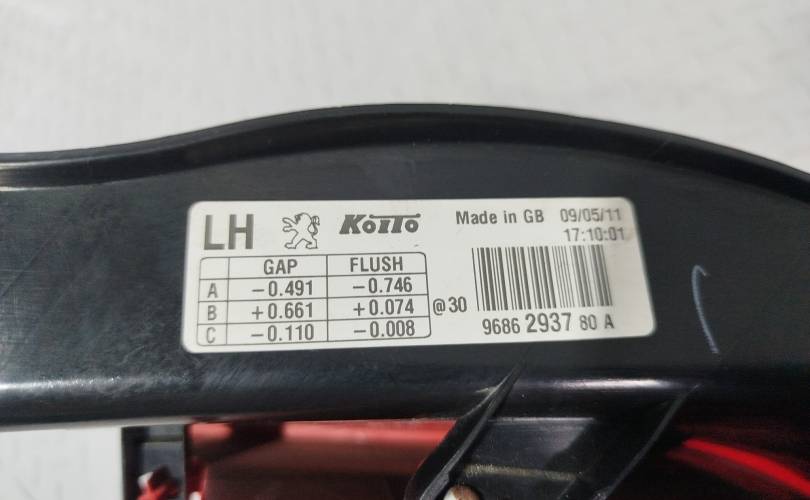 LH KOITO Made in GB 09/05/11
17:10:01
GAP FLUSH
A -0.491 -0.746
B +0.661 +0.074 @30
C -0.110 -0.008
9686 2937 80 A